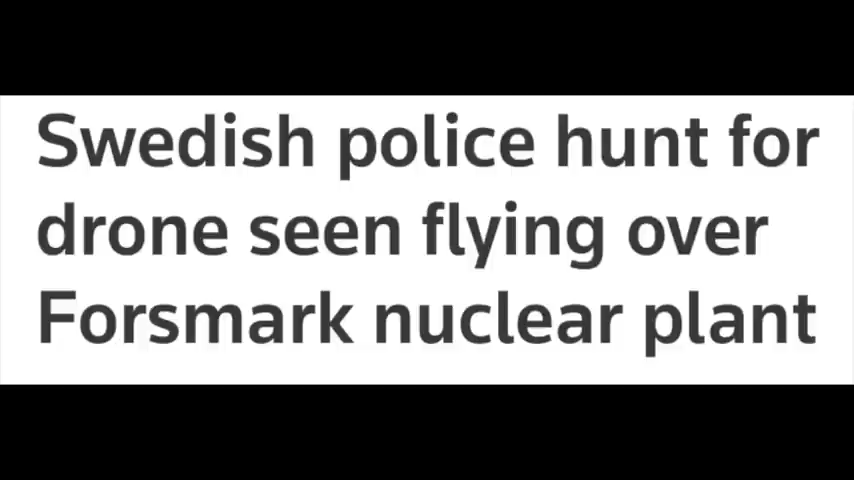 Swedish police hunt for
drone seen flying over
Forsmark nuclear plant